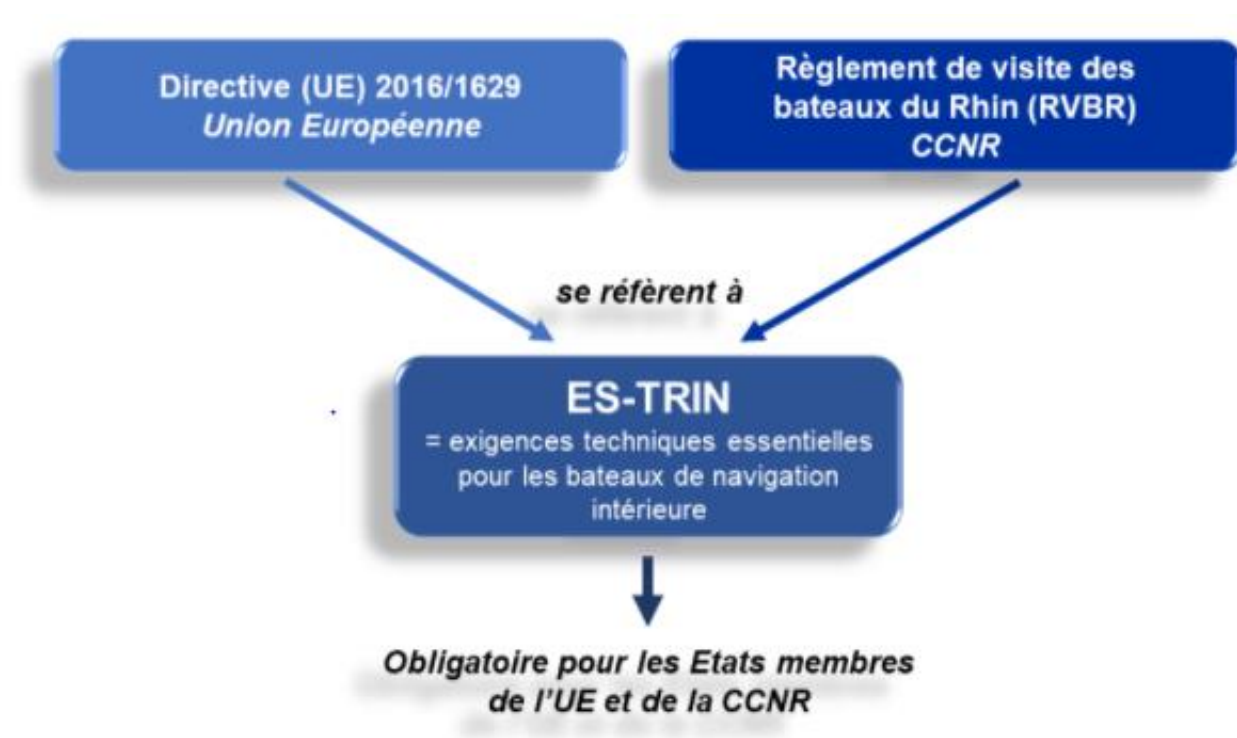 Directive (UE) 2016/1629
Union Européenne
Règlement de visite des
bateaux du Rhin (RVBR)
CCNR
se réfèrent à
ES-TRIN
= exigences techniques essentielles
pour les bateaux de navigation
intérieure
Obligatoire pour les Etats membres
de l'UE et de la CCNR